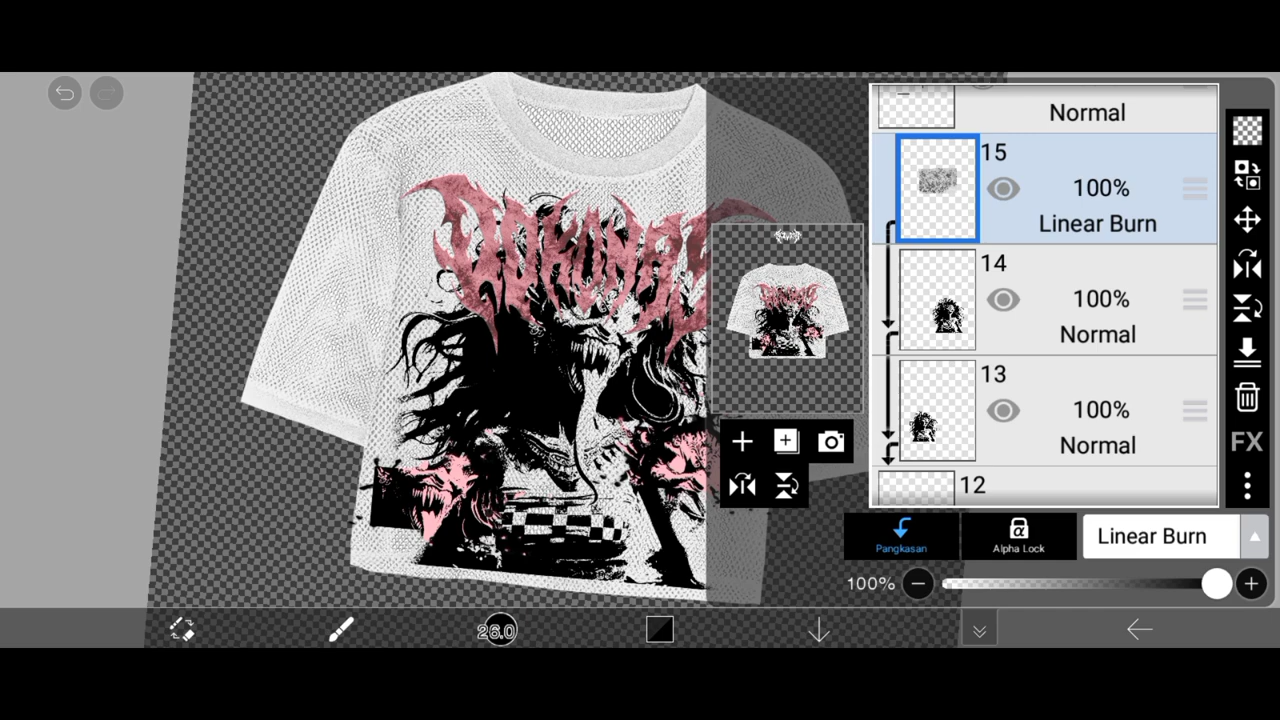 Normal
15
100%
Linear Burn
14
100%
Normal
13
100%
Normal
12
FX
Pangkasan
α
Alpha Lock
Linear Burn
100%
26.0